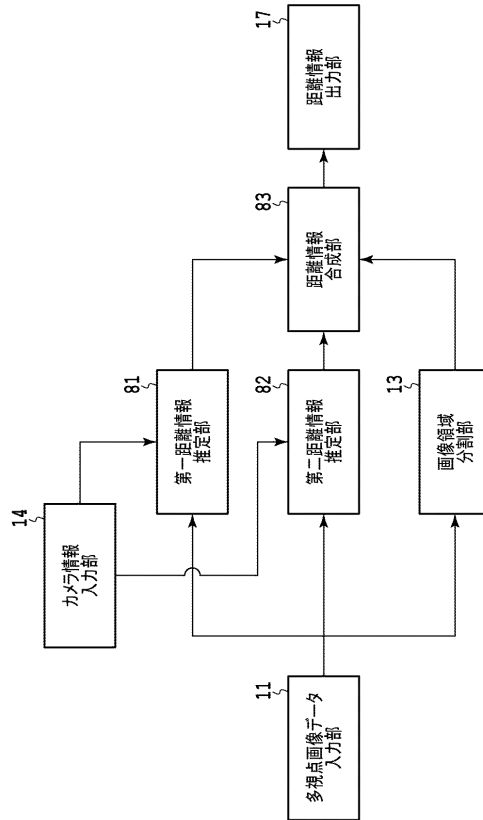 14
カメラ情報
入力部
11
多視点画像データ
入力部
81
第一距離情報
推定部
82
第二距離情報
推定部
13
画像領域
分割部
83
距離情報
合成部
17
距離情報
出力部